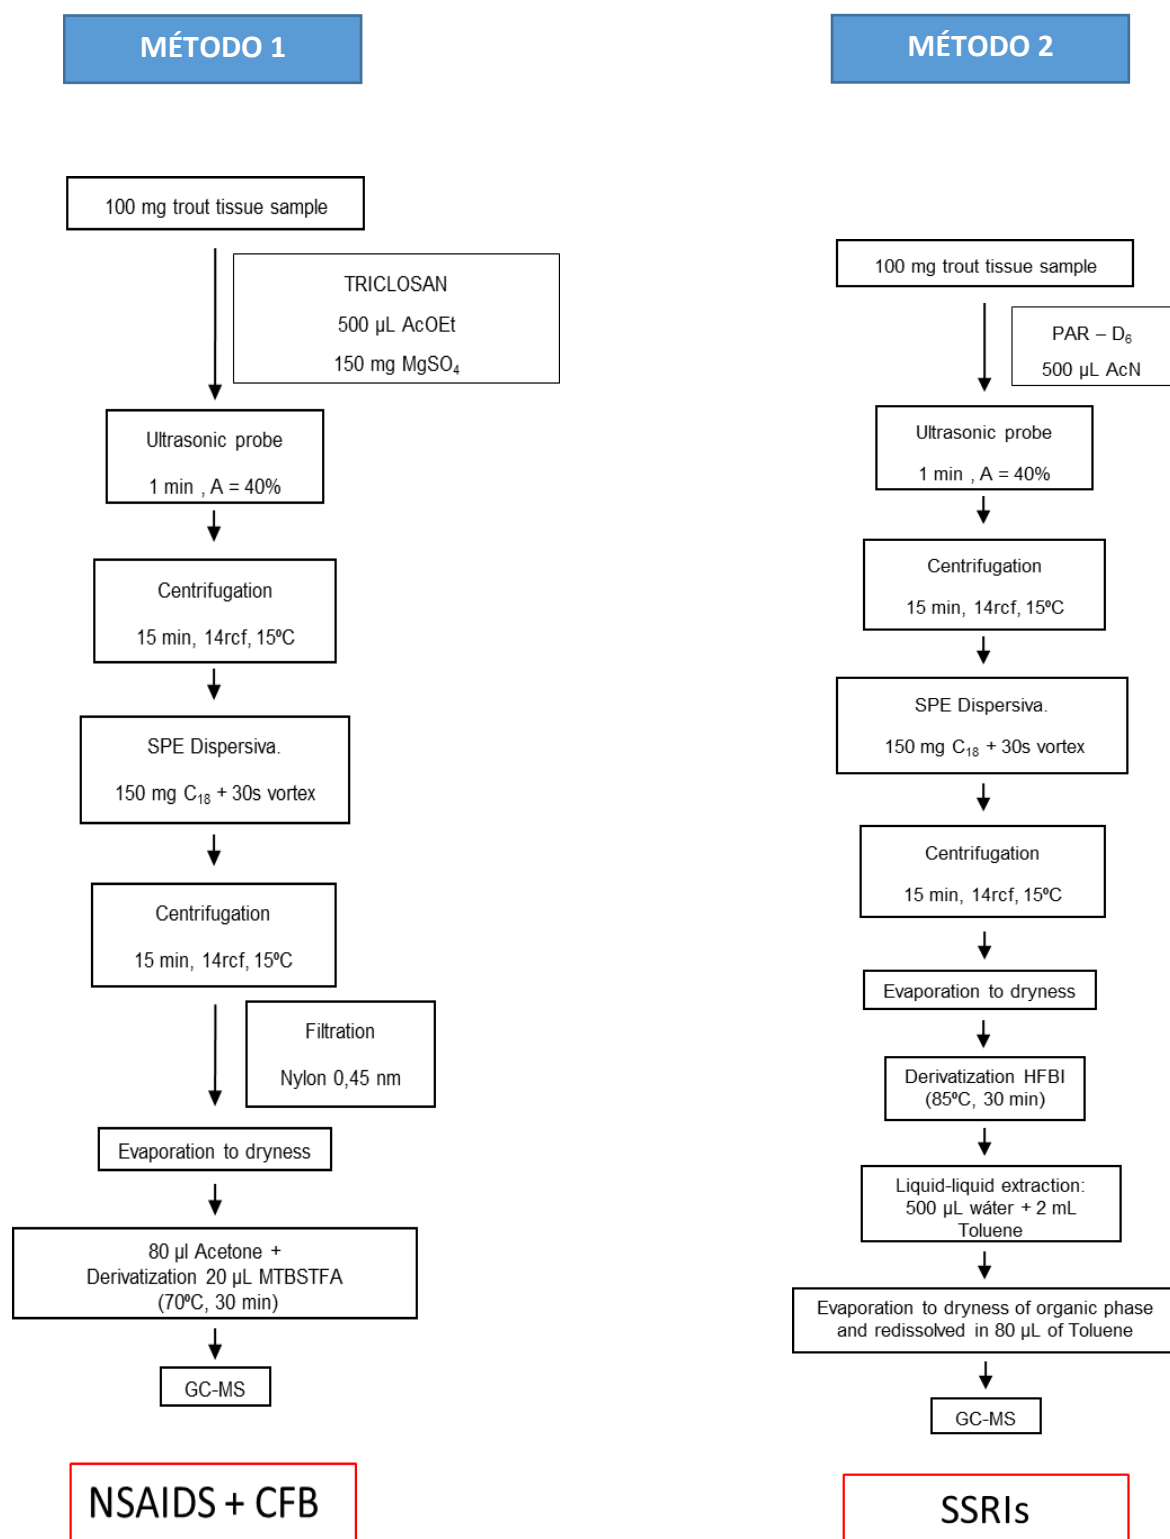 MÉTODO 1
100 mg trout tissue sample
TRICLOSAN
500 µL AcOEt
150 mg MgSO₄
Ultrasonic probe
1 min , A = 40%
Centrifugation
15 min, 14rcf, 15ºC
SPE Dispersiva.
150 mg C₁₈ + 30s vortex
Centrifugation
15 min, 14rcf, 15ºC
Filtration
Nylon 0,45 nm
Evaporation to dryness
80 µl Acetone +
Derivatization 20 µL MTBSTFA
(70ºC, 30 min)
GC-MS
NSAIDS + CFB
MÉTODO 2
100 mg trout tissue sample
PAR – D₆
500 µL AcN
Ultrasonic probe
1 min , A = 40%
Centrifugation
15 min, 14rcf, 15ºC
SPE Dispersiva.
150 mg C₁₈ + 30s vortex
Centrifugation
15 min, 14rcf, 15ºC
Evaporation to dryness
Derivatization HFBI
(85ºC, 30 min)
Liquid-liquid extraction:
500 µL wáter + 2 mL
Toluene
Evaporation to dryness of organic phase
and redissolved in 80 µL of Toluene
GC-MS
SSRIs